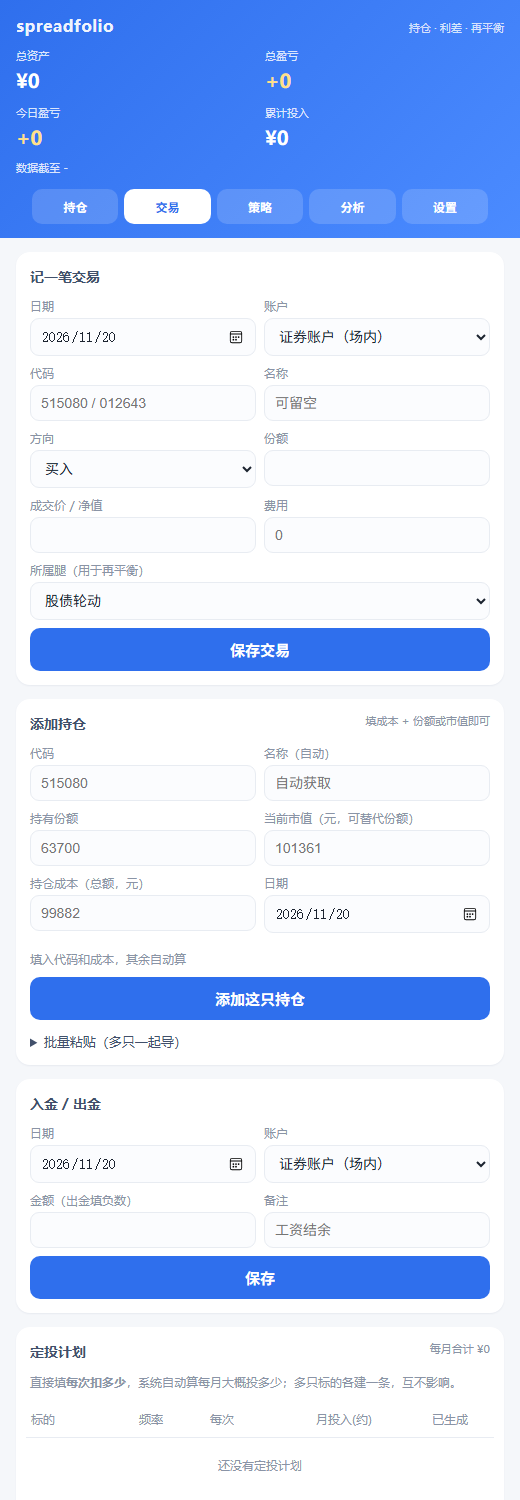 spreadfolio
持仓 · 利差 · 再平衡
总资产 总盈亏
¥0 +0
今日盈亏 累计投入
+0 ¥0
数据截至 -
持仓 交易 策略 分析 设置
记一笔交易
日期 账户
2026/11/20 证券账户（场内）
代码 名称
515080 / 012643 可留空
方向 份额
买入
成交价 / 净值 费用
0
所属腿（用于再平衡）
股债轮动
保存交易
添加持仓 填成本 + 份额或市值即可
代码 名称（自动）
515080 自动获取
持有份额 当前市值（元，可替代份额）
63700 101361
持仓成本（总额，元） 日期
99882 2026/11/20
填入代码和成本，其余自动算
添加这只持仓
批量粘贴（多只一起导）
入金 / 出金
日期 账户
2026/11/20 证券账户（场内）
金额（出金填负数） 备注
工资结余
保存
定投计划 每月合计 ¥0
直接填每次扣多少，系统自动算每月大概投多少；多只标的各建一条，互不影响。
标的 频率 每次 月投入(约) 已生成
还没有定投计划